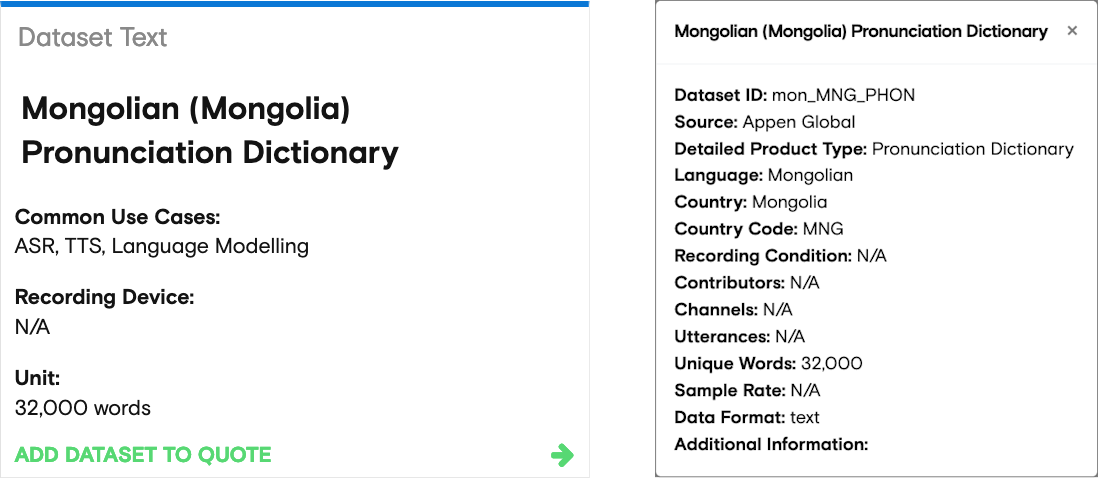 Dataset Text
Mongolian (Mongolia)
Pronunciation Dictionary
Common Use Cases:
ASR, TTS, Language Modelling
Recording Device:
N/A
Unit:
32,000 words
ADD DATASET TO QUOTE
Mongolian (Mongolia) Pronunciation Dictionary ×
Dataset ID: mon_MNG_PHON
Source: Appen Global
Detailed Product Type: Pronunciation Dictionary
Language: Mongolian
Country: Mongolia
Country Code: MNG
Recording Condition: N/A
Contributors: N/A
Channels: N/A
Utterances: N/A
Unique Words: 32,000
Sample Rate: N/A
Data Format: text
Additional Information: